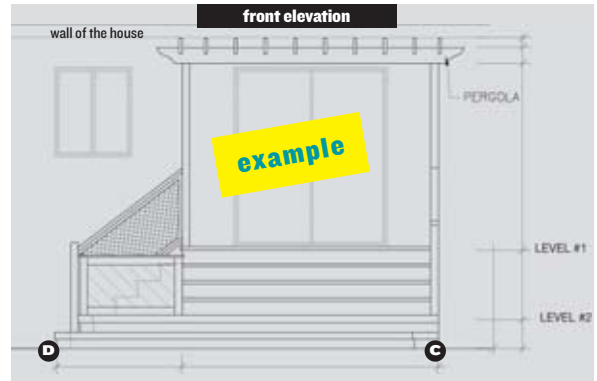 front elevation
wall of the house
PERGOLA
example
LEVEL #1
LEVEL #2
D
C